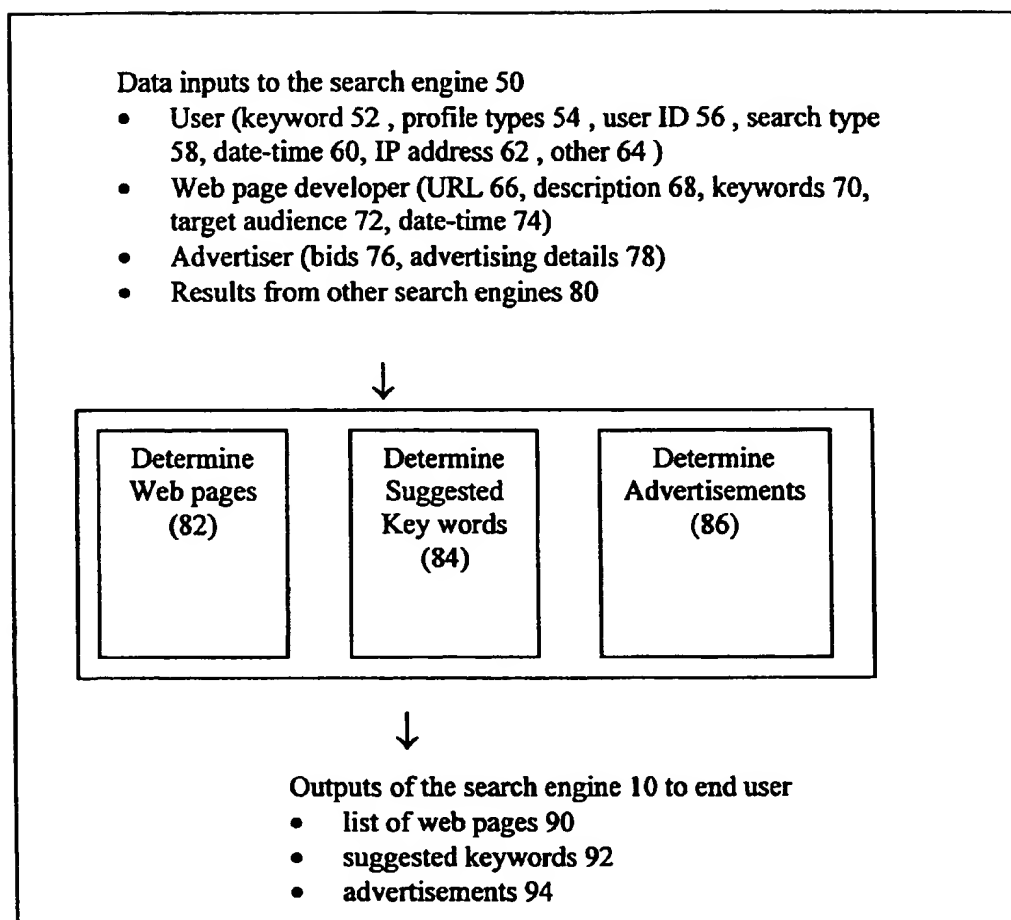 Data inputs to the search engine 50
• User (keyword 52 , profile types 54 , user ID 56 , search type
58, date-time 60, IP address 62 , other 64 )
• Web page developer (URL 66, description 68, keywords 70,
target audience 72, date-time 74)
• Advertiser (bids 76, advertising details 78)
• Results from other search engines 80
↓
Determine
Web pages
(82)
Determine
Suggested
Key words
(84)
Determine
Advertisements
(86)
↓
Outputs of the search engine 10 to end user
• list of web pages 90
• suggested keywords 92
• advertisements 94